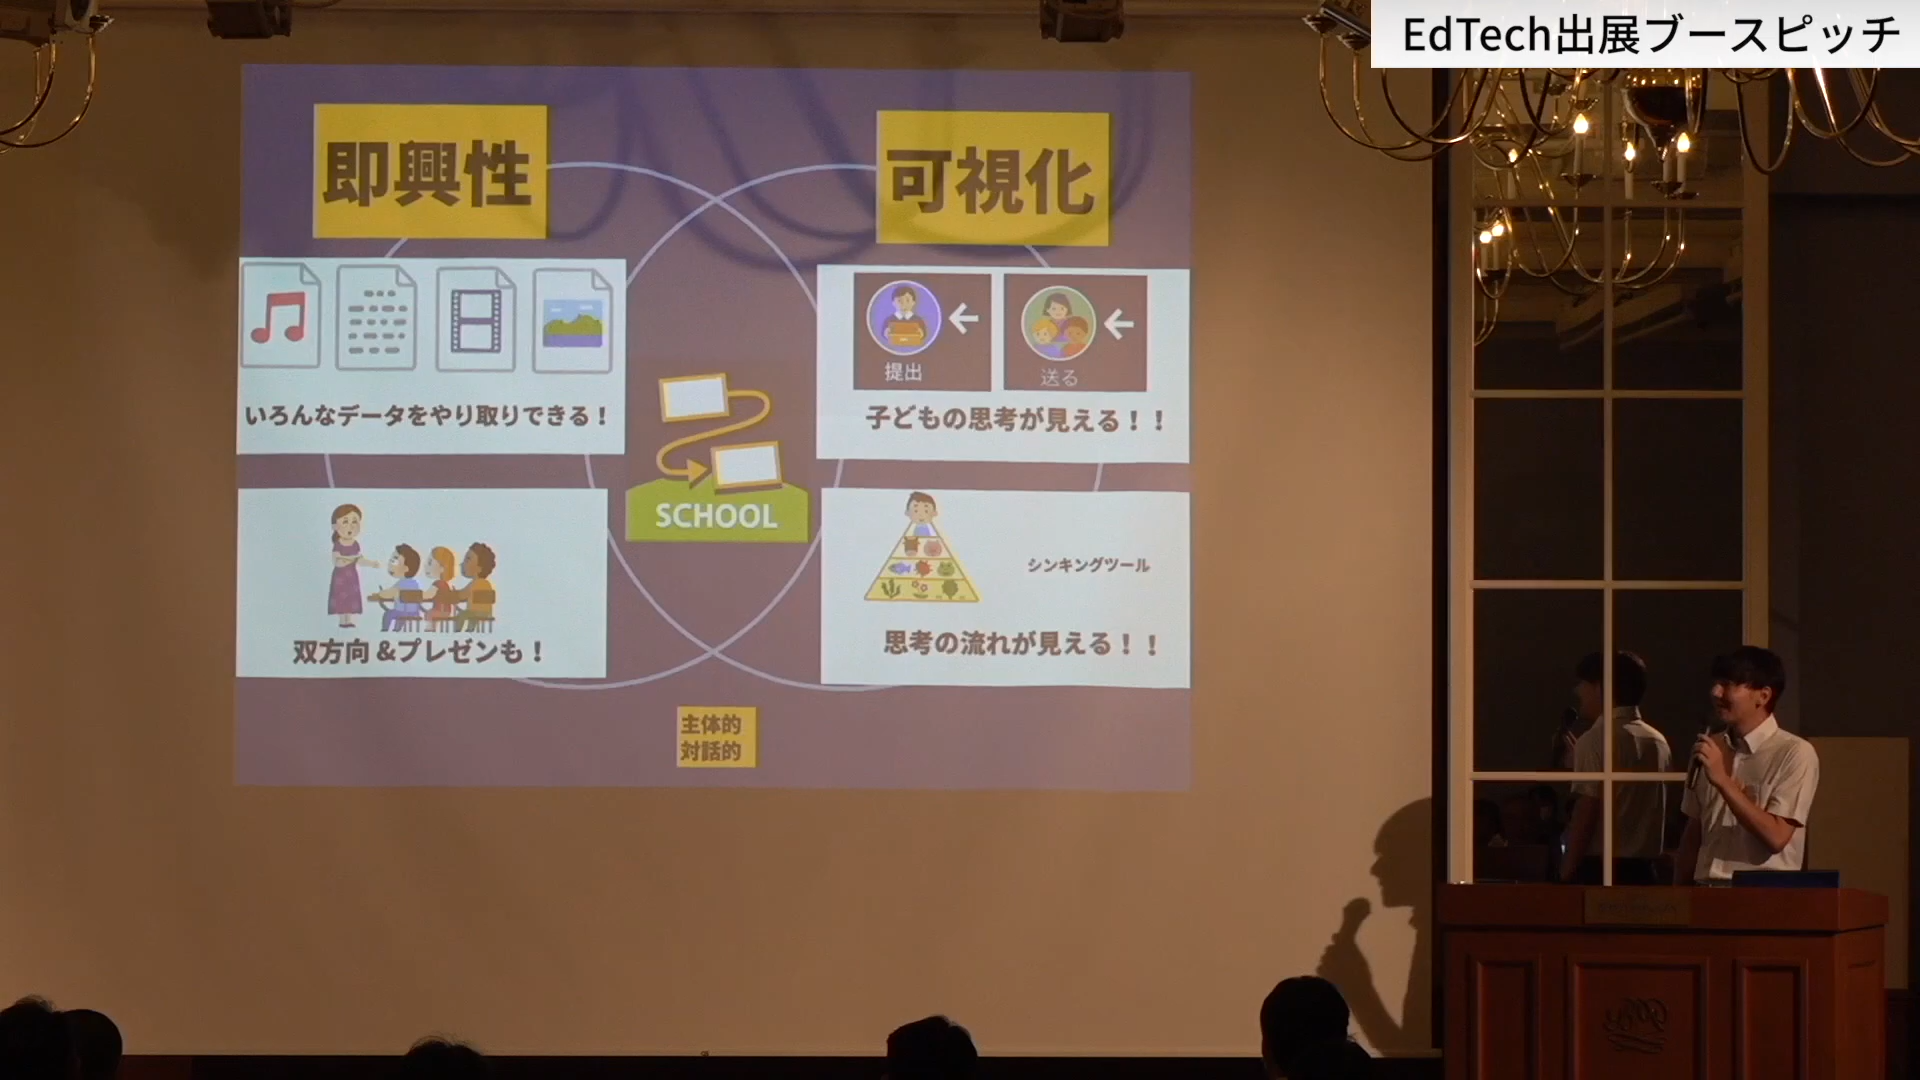 EdTech出展ブースピッチ
即興性
可視化
いろんなデータをやり取りできる！
提出
送る
子どもの思考が見える！！
SCHOOL
双方向&プレゼンも！
シンキングツール
思考の流れが見える！！
主体的
対話的